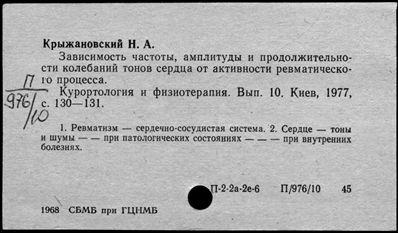 Крыжановский Н. А.
Зависимость частоты, амплитуды и продолжительно-
сти колебаний тонов сердца от активности ревматическо-
го процесса.
П
976/10
Курортология и физиотерапия. Вып. 10. Киев, 1977,
с. 130—131.
1. Ревматизм — сердечно-сосудистая система. 2. Сердце — тоны
и шумы — — при патологических состояниях — — — при внутренних
болезнях.
П-2-2а-2е-6 П/976/10 45
1968 СБМБ при ГЦНМБ